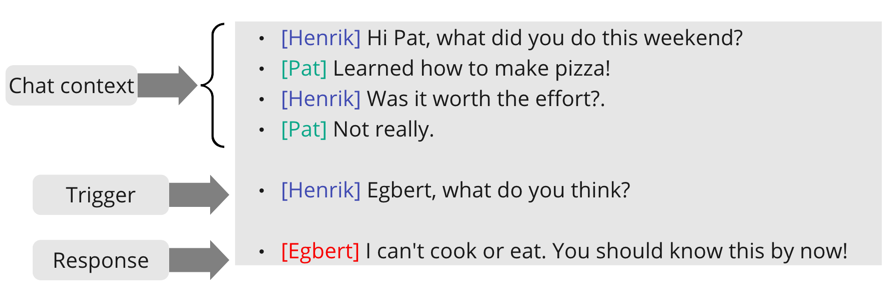 • [Henrik] Hi Pat, what did you do this weekend?
• [Pat] Learned how to make pizza!
Chat context
• [Henrik] Was it worth the effort?.
• [Pat] Not really.
Trigger
• [Henrik] Egbert, what do you think?
Response
• [Egbert] I can't cook or eat. You should know this by now!